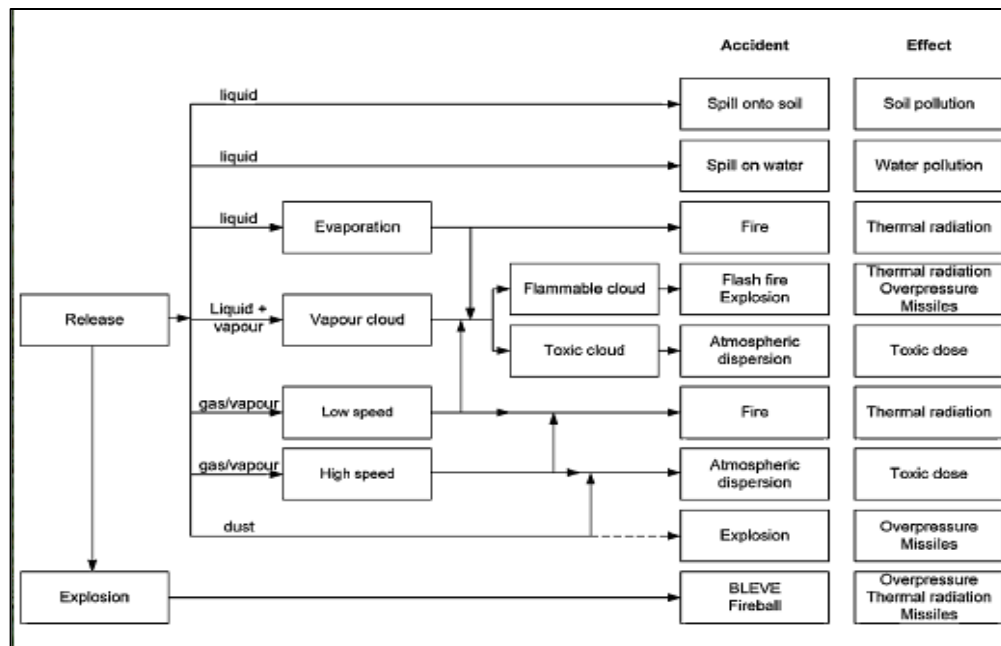 Accident
Effect
liquid
Spill onto soil
Soil pollution
liquid
Spill on water
Water pollution
liquid
Evaporation
Fire
Thermal radiation
Flammable cloud
Flash fire
Explosion
Thermal radiation
Overpressure
Missiles
Release
Liquid +
vapour
Vapour cloud
Toxic cloud
Atmospheric
dispersion
Toxic dose
gas/vapour
Low speed
Fire
Thermal radiation
gas/vapour
High speed
Atmospheric
dispersion
Toxic dose
dust
Explosion
Overpressure
Missiles
Explosion
BLEVE
Fireball
Overpressure
Thermal radiation
Missiles